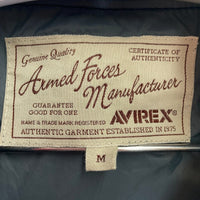 Genuine Quality
CERTIFICATE OF
AUTHENTICITY
Armed Forces
Manufacturer
GUARANTEE
GOOD FOR ONE
NAME & TRADE MARK REGISTERED
AVIREX®
AUTHENTIC GARMENT ESTABLISHED IN 1975
M